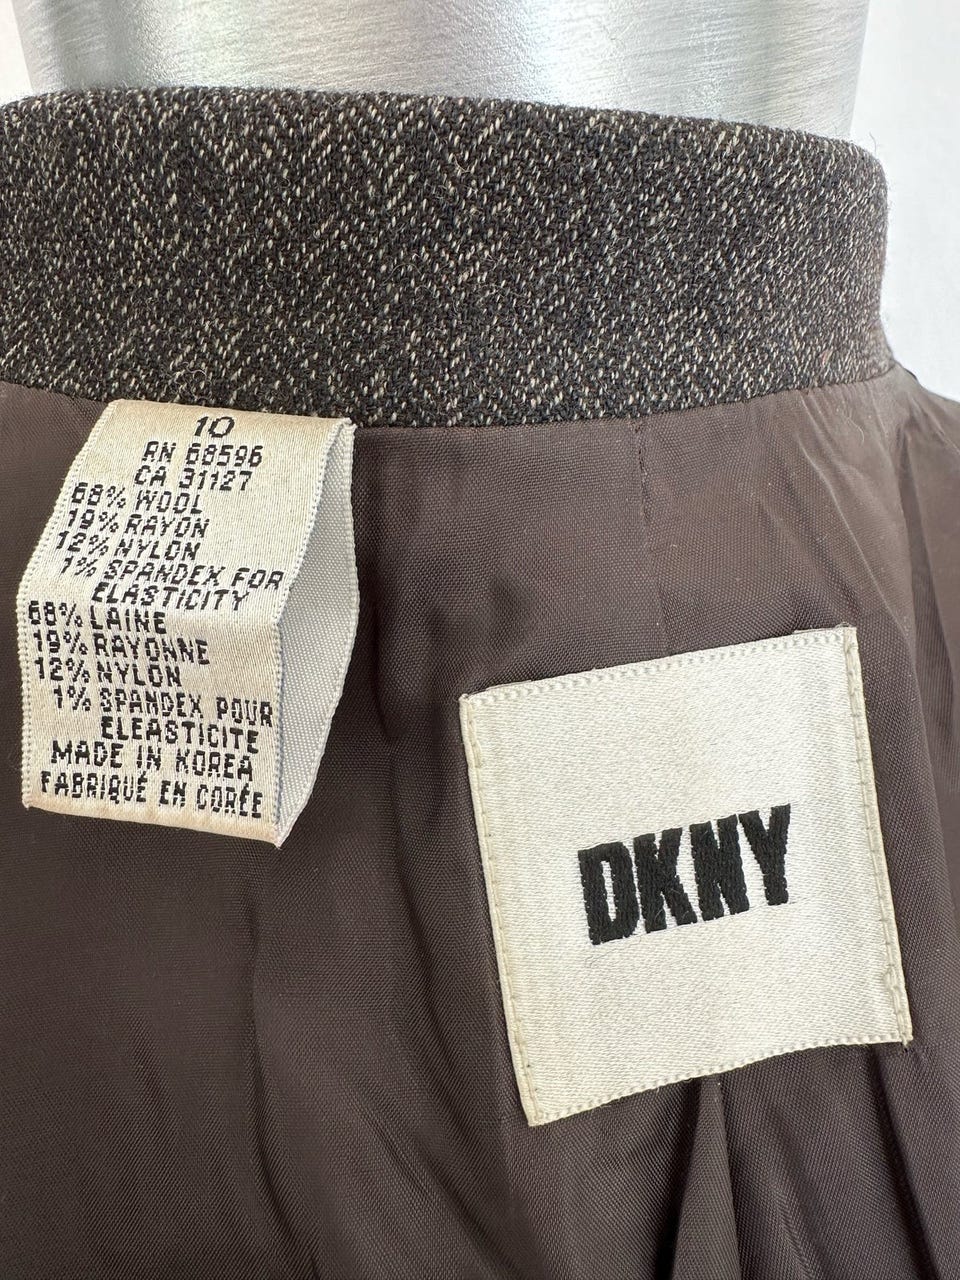 10
RN 68596
CA 31127
68% WOOL
19% RAYON
12% NYLON
1% SPANDEX FOR
ELASTICITY
68% LAINE
19% RAYONNE
12% NYLON
1% SPANDEX POUR
ELEASTICITE
MADE IN KOREA
FABRIQUÉ EN CORÉE
DKNY